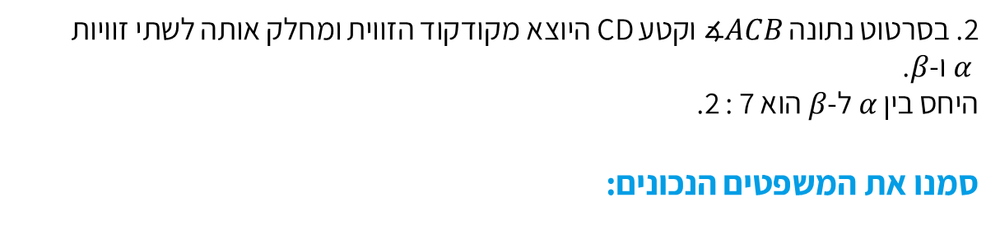 2. בסרטוט נתונה ∢ACB וקטע CD היוצא מקודקוד הזווית ומחלק אותה לשתי זוויות
α ו-β.
היחס בין α ל-β הוא 7 : 2.
סמנו את המשפטים הנכונים: